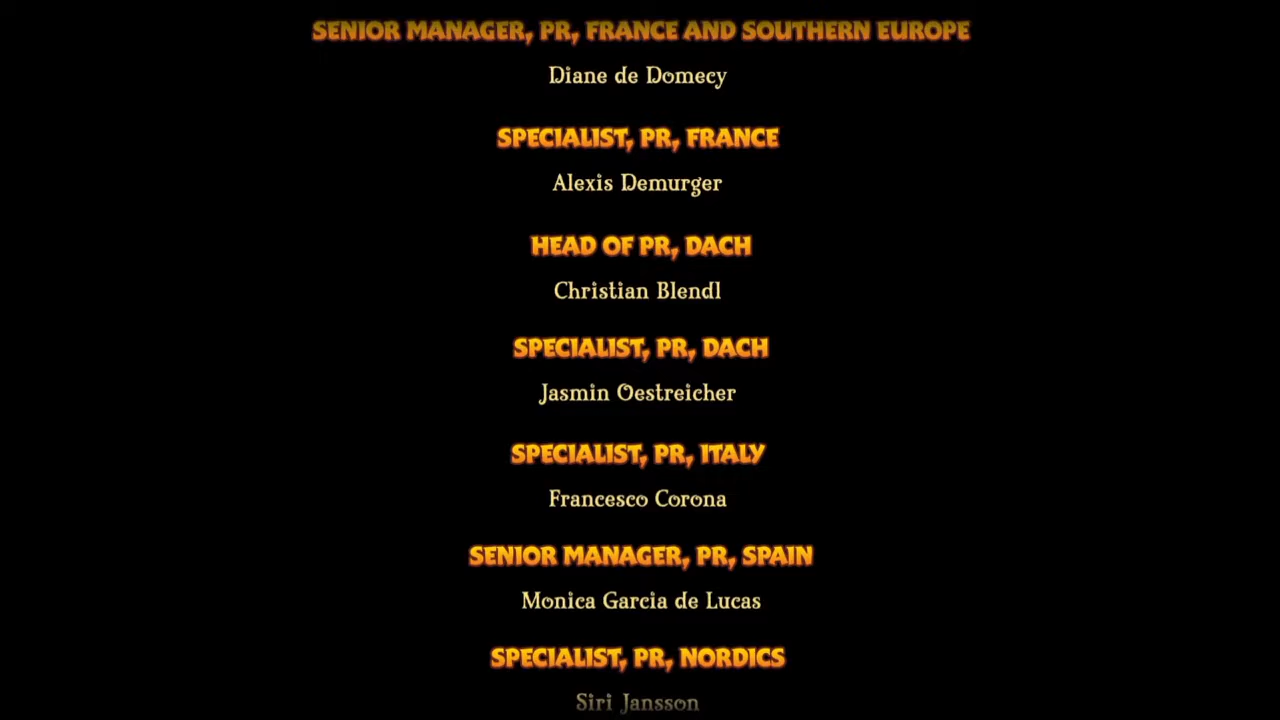 SENIOR MANAGER, PR, FRANCE AND SOUTHERN EUROPE
Diane de Domecy
SPECIALIST, PR, FRANCE
Alexis Demurger
HEAD OF PR, DACH
Christian Blendl
SPECIALIST, PR, DACH
Jasmin Oestreicher
SPECIALIST, PR, ITALY
Francesco Corona
SENIOR MANAGER, PR, SPAIN
Monica Garcia de Lucas
SPECIALIST, PR, NORDICS
Siri Jansson